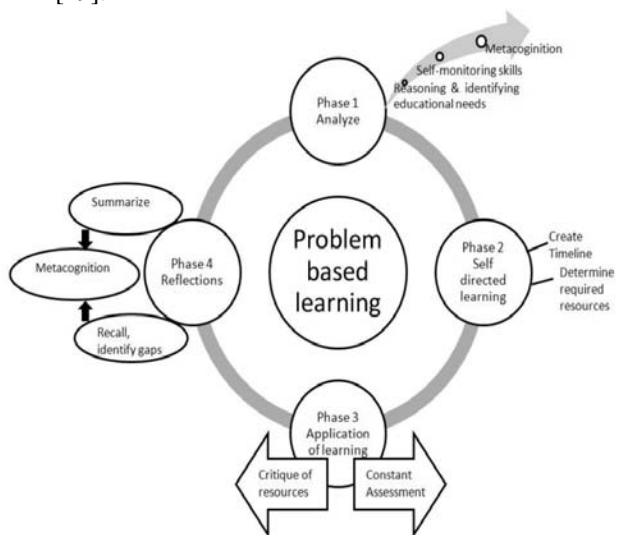 Metacoginition
Self-monitoring skills
Reasoning & identifying
educational needs
Phase 1
Analyze
Summarize
Metacognition
Recall,
identify gaps
Phase 4
Reflections
Problem
based
learning
Phase 2
Self
directed
learning
Create
Timeline
Determine
required
resources
Phase 3
Application
of learning
Critique of
resources
Constant
Assessment